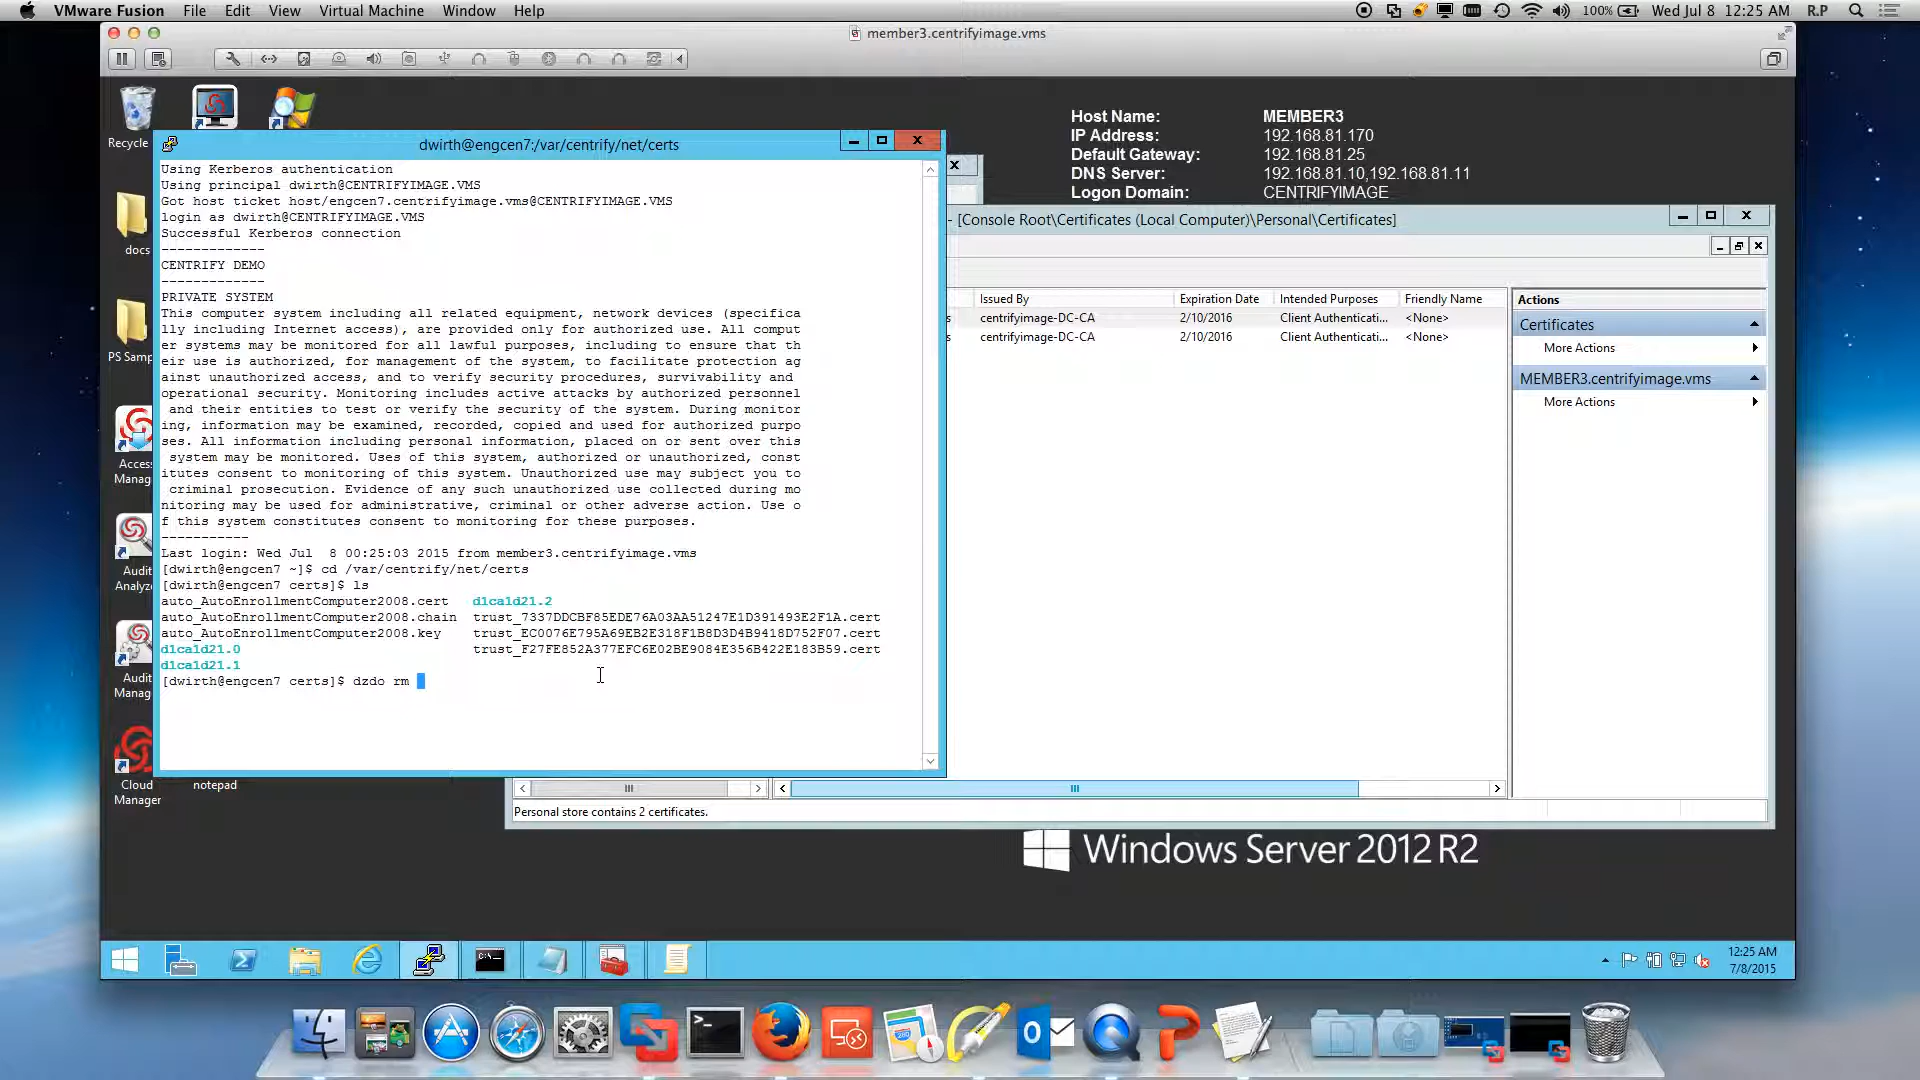 VMware Fusion File Edit View Virtual Machine Window Help
100% Wed Jul 8 12:25 AM R.P
member3.centrifyimage.vms
Host Name: MEMBER3
IP Address: 192.168.81.170
Default Gateway: 192.168.81.25
DNS Server: 192.168.81.10,192.168.81.11
Logon Domain: CENTRIFYIMAGE
Recycle
docs
PS Samp
Access
Manag
Audit
Analyze
Audit
Manag
Cloud
Manager
notepad
dwirth@engcen7:/var/centrify/net/certs
Using Kerberos authentication
Using principal dwirth@CENTRIFYIMAGE.VMS
Got host ticket host/engcen7.centrifyimage.vms@CENTRIFYIMAGE.VMS
login as dwirth@CENTRIFYIMAGE.VMS
Successful Kerberos connection
-------------
CENTRIFY DEMO
-------------
PRIVATE SYSTEM
This computer system including all related equipment, network devices (specifica
lly including Internet access), are provided only for authorized use. All comput
er systems may be monitored for all lawful purposes, including to ensure that th
eir use is authorized, for management of the system, to facilitate protection ag
ainst unauthorized access, and to verify security procedures, survivability and
operational security. Monitoring includes active attacks by authorized personnel
and their entities to test or verify the security of the system. During monitor
ing, information may be examined, recorded, copied and used for authorized purpo
ses. All information including personal information, placed on or sent over this
system may be monitored. Uses of this system, authorized or unauthorized, const
itutes consent to monitoring of this system. Unauthorized use may subject you to
criminal prosecution. Evidence of any such unauthorized use collected during mo
nitoring may be used for administrative, criminal or other adverse action. Use o
f this system constitutes consent to monitoring for these purposes.
-----------
Last login: Wed Jul  8 00:25:03 2015 from member3.centrifyimage.vms
[dwirth@engcen7 ~]$ cd /var/centrify/net/certs
[dwirth@engcen7 certs]$ ls
auto_AutoEnrollmentComputer2008.cert d1ca1d21.2
auto_AutoEnrollmentComputer2008.chain trust_7337DDCBF85EDE76A03AA51247E1D391493E2F1A.cert
auto_AutoEnrollmentComputer2008.key trust_EC0076E795A69EB2E318F1B8D3D4B9418D752F07.cert
d1ca1d21.0 trust_F27FE852A377EFC6E02BE9084E356B422E183B59.cert
d1ca1d21.1
[dwirth@engcen7 certs]$ dzdo rm
- [Console Root\Certificates (Local Computer)\Personal\Certificates]
Issued By Expiration Date Intended Purposes Friendly Name
s centrifyimage-DC-CA 2/10/2016 Client Authenticati... <None>
s centrifyimage-DC-CA 2/10/2016 Client Authenticati... <None>
Actions
Certificates
More Actions
MEMBER3.centrifyimage.vms
More Actions
Personal store contains 2 certificates.
Windows Server 2012 R2
12:25 AM
7/8/2015